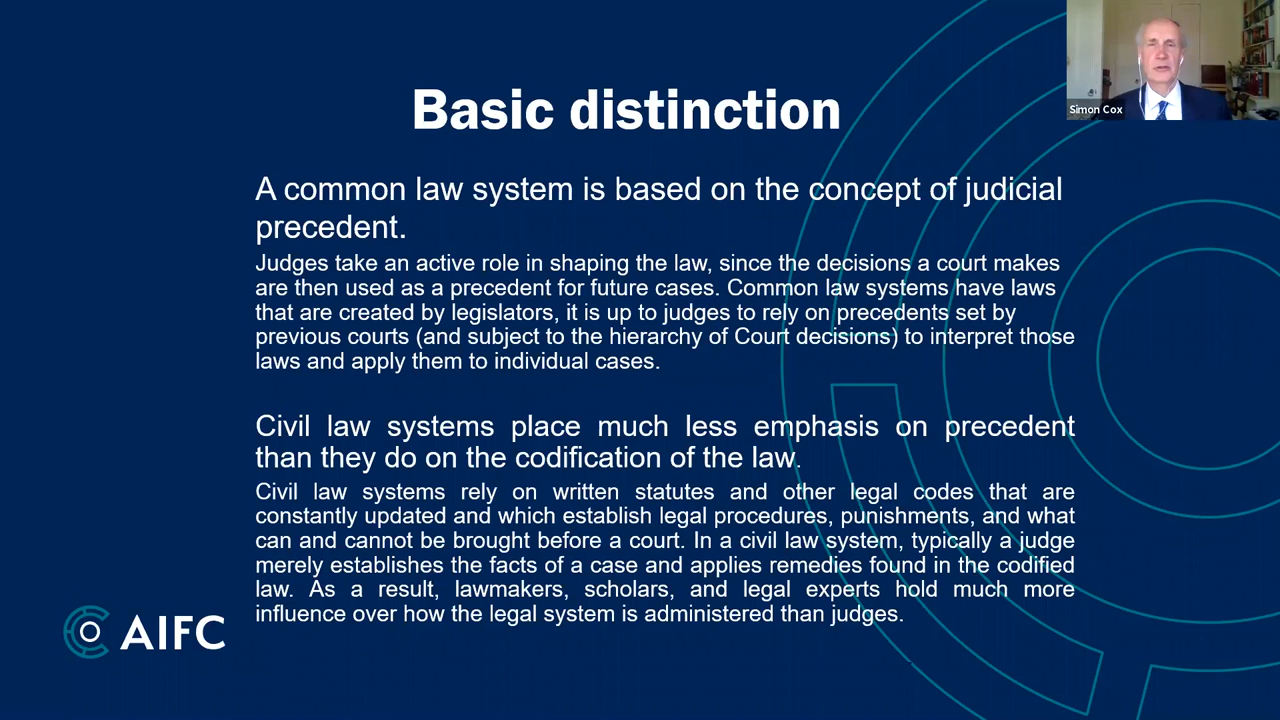 Simon Cox
Basic distinction
A common law system is based on the concept of judicial
precedent.
Judges take an active role in shaping the law, since the decisions a court makes
are then used as a precedent for future cases. Common law systems have laws
that are created by legislators, it is up to judges to rely on precedents set by
previous courts (and subject to the hierarchy of Court decisions) to interpret those
laws and apply them to individual cases.
Civil law systems place much less emphasis on precedent
than they do on the codification of the law.
Civil law systems rely on written statutes and other legal codes that are
constantly updated and which establish legal procedures, punishments, and what
can and cannot be brought before a court. In a civil law system, typically a judge
merely establishes the facts of a case and applies remedies found in the codified
law. As a result, lawmakers, scholars, and legal experts hold much more
influence over how the legal system is administered than judges.
AIFC